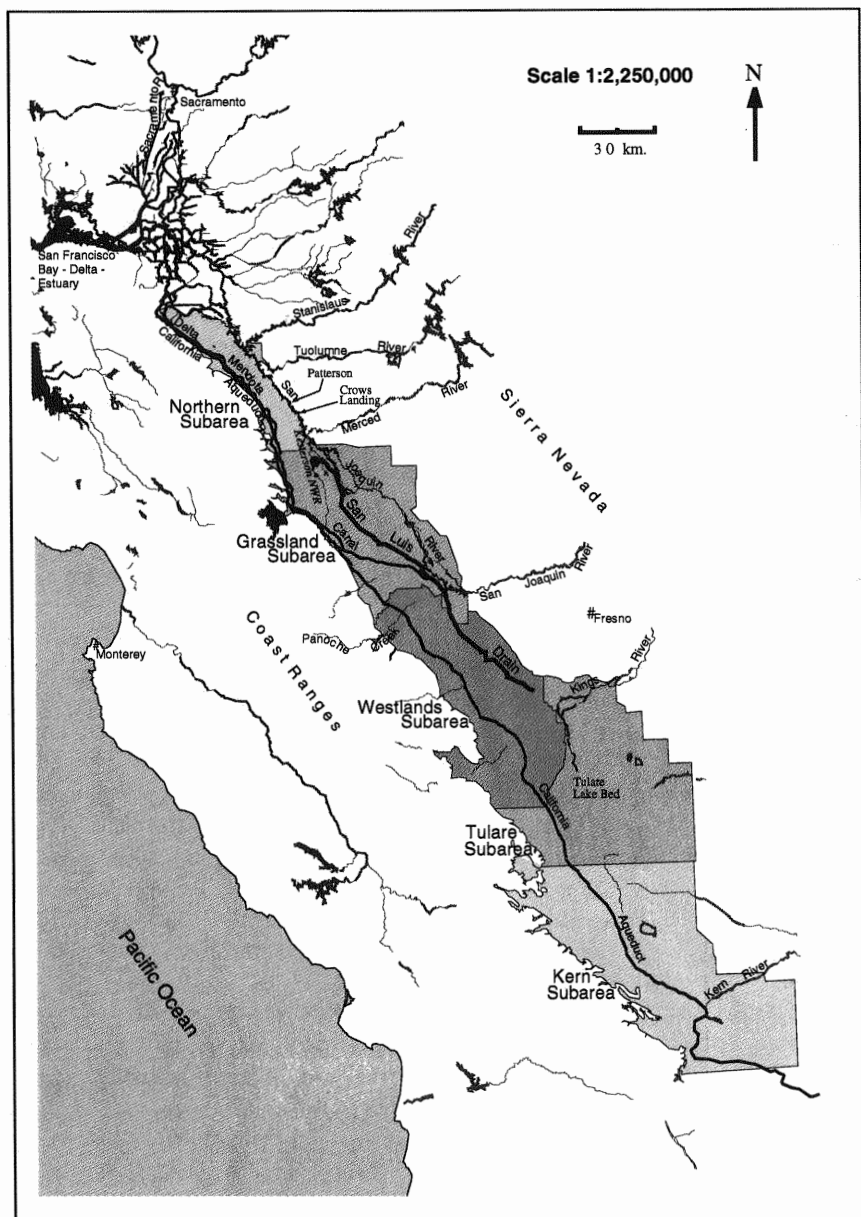 Scale 1:2,250,000
N
30 km.
Sacramento R.
Sacramento
San Francisco
Bay - Delta -
Estuary
River
Stanislaus
Delta
California
Tuolumne River
Mendota
Patterson
San
Crows
Landing
River
Aqueduct
Merced
Northern
Subarea
Sierra Nevada
Kesterson NWR
Joaquin
San
Luis
River
Canal
Grassland
Subarea
San Joaquin River
Fresno
Coast Ranges
Panoche Creek
Monterey
Drain
River
Kings
Westlands
Subarea
Tulare
Lake Bed
California
Tulare
Subarea
Aqueduct
Pacific Ocean
Kern
Subarea
Kern River